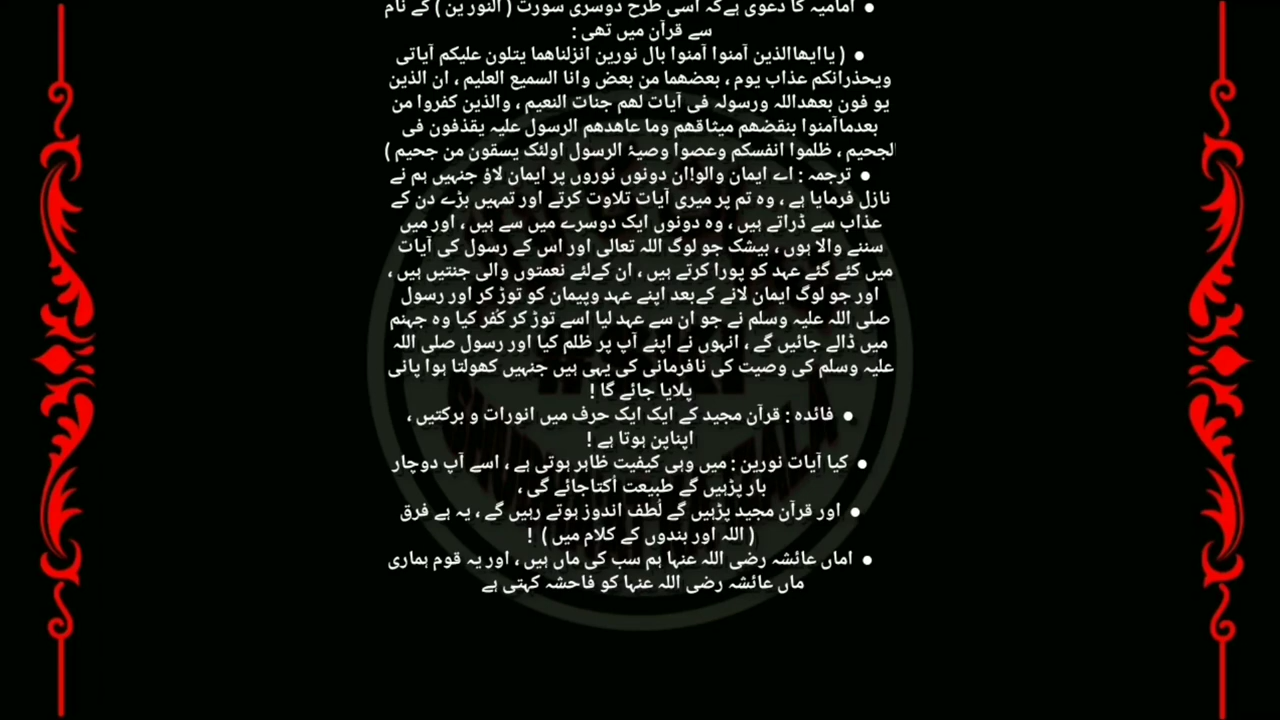 ● امامیہ کا دعویٰ ہےکہ اسی طرح دوسری سورت ( النورین ) کے نام
سے قرآن میں تھی :
● ( یاایھاالذین آمنوا آمنوا بال نورین انزلناھما یتلون علیکم آیاتی
ویحذرانکم عذاب یوم ، بعضھما من بعض وانا السمیع العلیم ، ان الذین
یو فون بعھداللہ ورسولہ فی آیات لھم جنات النعیم ، والذین کفروا من
بعدماآمنوا بنقضھم میثاقھم وما عاھدھم الرسول علیہ یقذفون فی
الجحیم ، ظلموا انفسکم وعصوا وصیۃ الرسول اولئک یسقون من جحیم )
● ترجمہ : اے ایمان والو!ان دونوں نوروں پر ایمان لاؤ جنہیں ہم نے
نازل فرمایا ہے ، وہ تم پر میری آیات تلاوت کرتے اور تمہیں بڑے دن کے
عذاب سے ڈراتے ہیں ، وہ دونوں ایک دوسرے میں سے ہیں ، اور میں
سننے والا ہوں ، بیشک جو لوگ اللہ تعالی اور اس کے رسول کی آیات
میں کئے گئے عہد کو پورا کرتے ہیں ، ان کےلئے نعمتوں والی جنتیں ہیں ،
اور جو لوگ ایمان لانے کےبعد اپنے عہد وپیمان کو توڑ کر اور رسول
صلی اللہ علیہ وسلم نے جو ان سے عہد لیا اسے توڑ کر کُفر کیا وہ جہنم
میں ڈالے جائیں گے ، انہوں نے اپنے آپ پر ظلم کیا اور رسول صلی اللہ
علیہ وسلم کی وصیت کی نافرمانی کی یہی ہیں جنہیں کھولتا ہوا پانی
پلایا جائے گا !
● فائدہ : قرآن مجید کے ایک ایک حرف میں انورات و برکتیں ،
اپناپن ہوتا ہے !
● کیا آیات نورین : میں وہی کیفیت ظاہر ہوتی ہے ، اسے آپ دوچار
بار پڑہیں گے طبیعت اُکتاجائے گی ،
● اور قرآن مجید پڑہیں گے لُطف اندوز ہوتے رہیں گے ، یہ ہے فرق
( اللہ اور بندوں کے کلام میں ) !
● اماں عائشہ رضی اللہ عنہا ہم سب کی ماں ہیں ، اور یہ قوم ہماری
ماں عائشہ رضی اللہ عنہا کو فاحشہ کہتی ہے